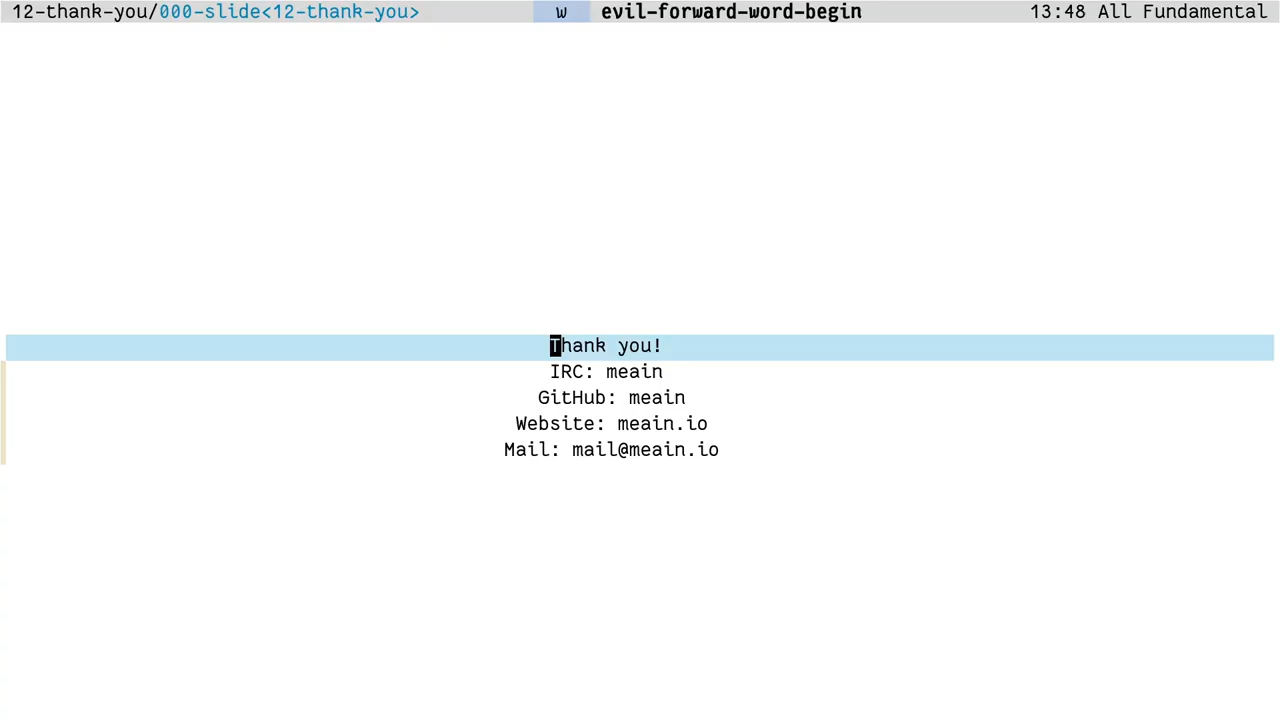 12-thank-you/000-slide<12-thank-you> w evil-forward-word-begin 13:48 All Fundamental
Thank you!
IRC: meain
GitHub: meain
Website: meain.io
Mail: mail@meain.io